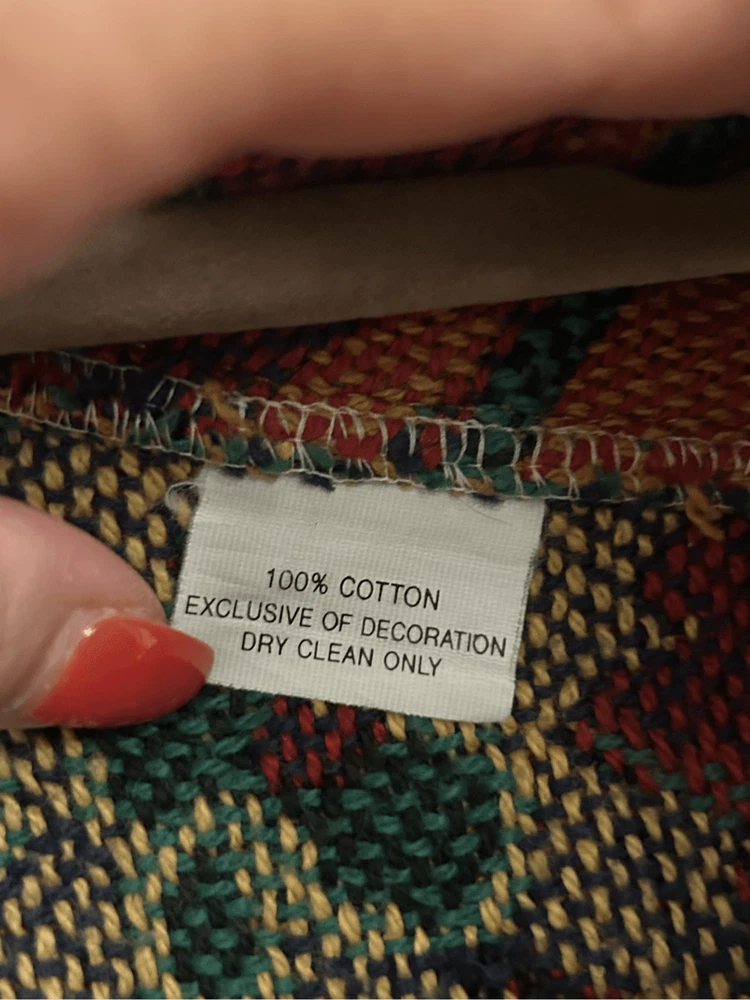 100% COTTON
EXCLUSIVE OF DECORATION
DRY CLEAN ONLY